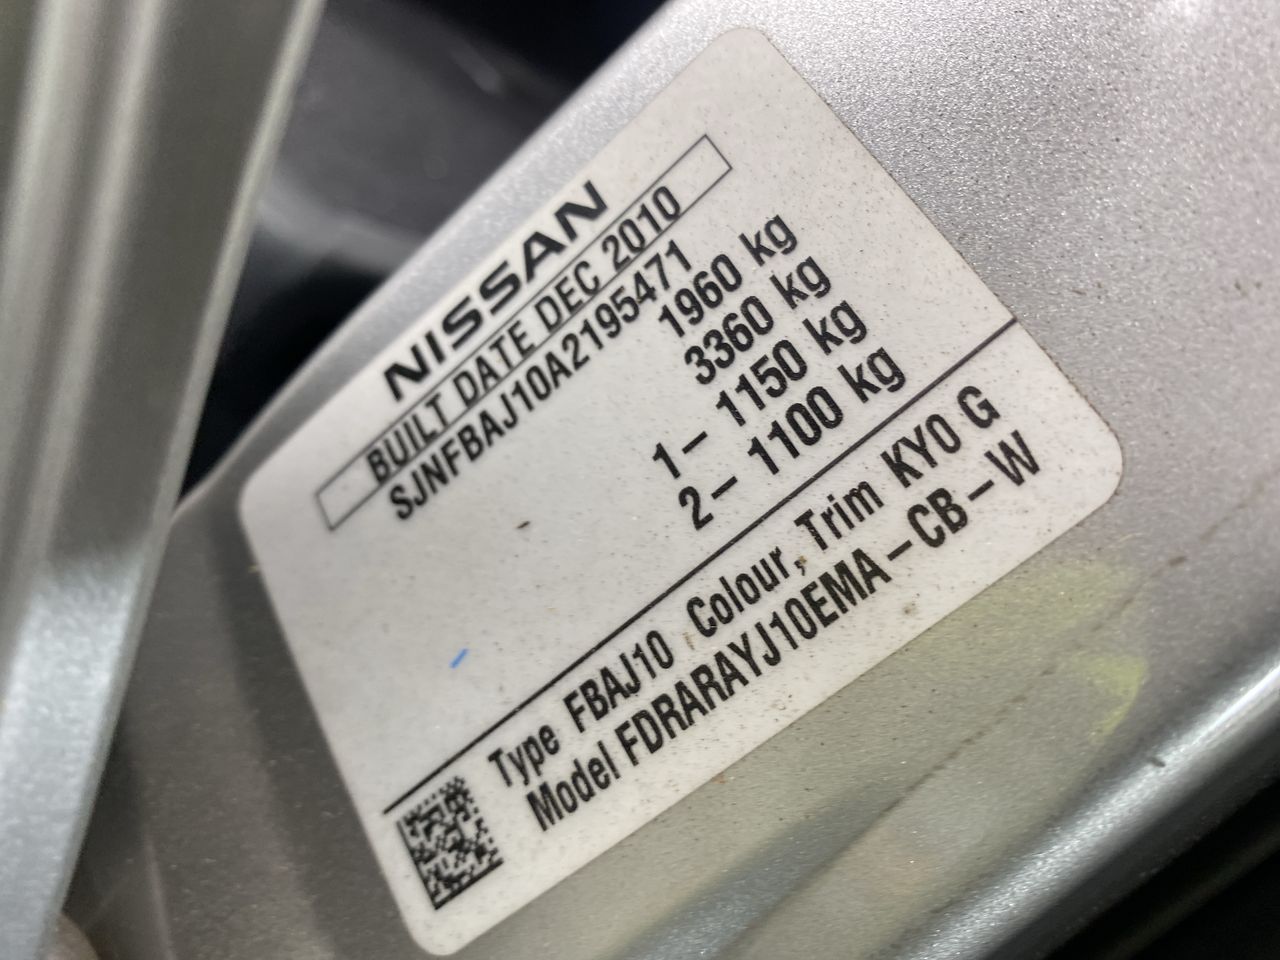 NISSAN
BUILT DATE DEC 2010
SJNFBAJ10A2195471
1960 kg
3360 kg
1– 1150 kg
2– 1100 kg
Type FBAJ10 Colour, Trim KY0 G
Model FDRARAYJ10EMA–CB–W